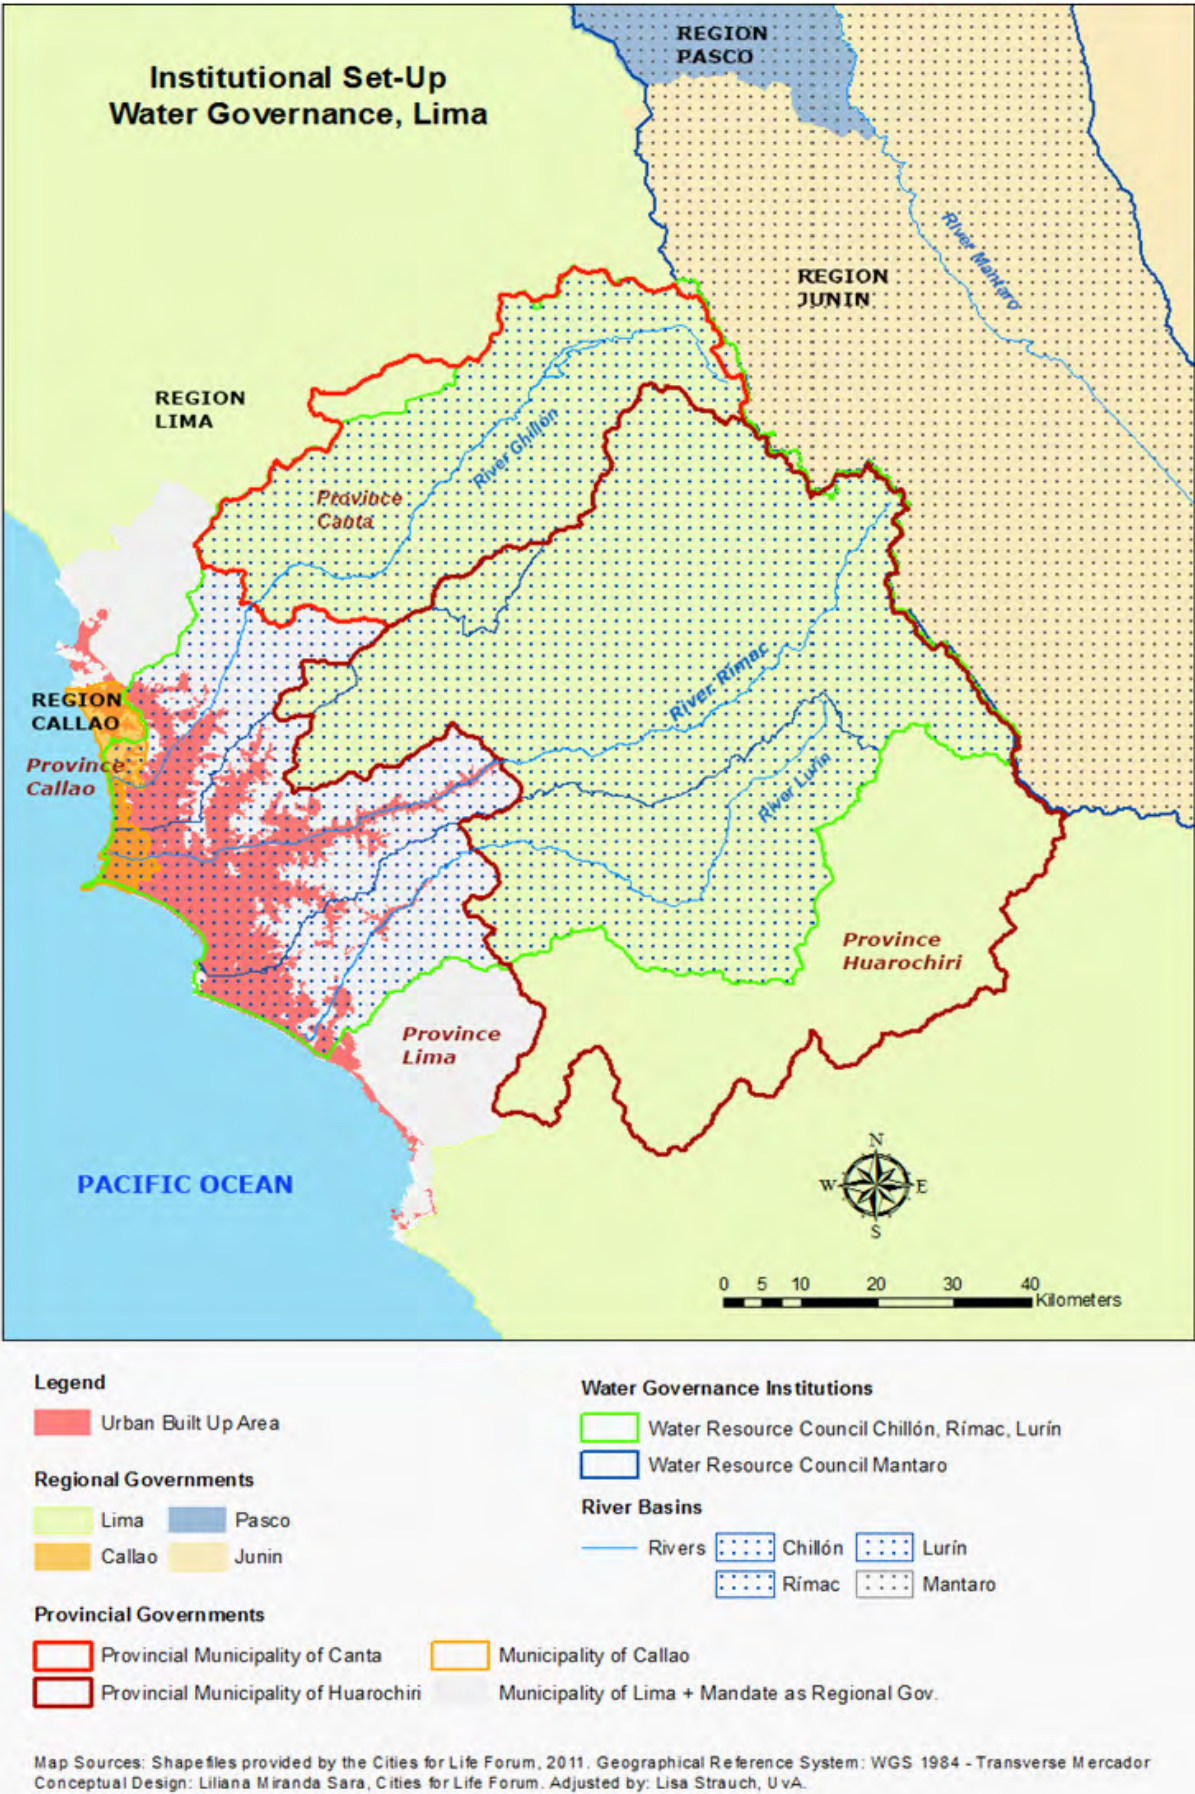 Institutional Set-Up
Water Governance, Lima
REGION
PASCO
River Mantaro
REGION
JUNIN
REGION
LIMA
River Chillón
Province
Canta
River Rímac
REGION
CALLAO
Province
Callao
River Lurín
Province
Huarochiri
Province
Lima
PACIFIC OCEAN
N
W E
S
0 5 10 20 30 40
Kilometers
Legend
Urban Built Up Area
Regional Governments
Lima Pasco
Callao Junin
Provincial Governments
Provincial Municipality of Canta Municipality of Callao
Provincial Municipality of Huarochiri Municipality of Lima + Mandate as Regional Gov.
Water Governance Institutions
Water Resource Council Chillón, Rímac, Lurín
Water Resource Council Mantaro
River Basins
Rivers Chillón Lurín
Rímac Mantaro
Map Sources: Shapefiles provided by the Cities for Life Forum, 2011. Geographical Reference System: WGS 1984 - Transverse Mercador
Conceptual Design: Liliana Miranda Sara, Cities for Life Forum. Adjusted by: Lisa Strauch, UvA.